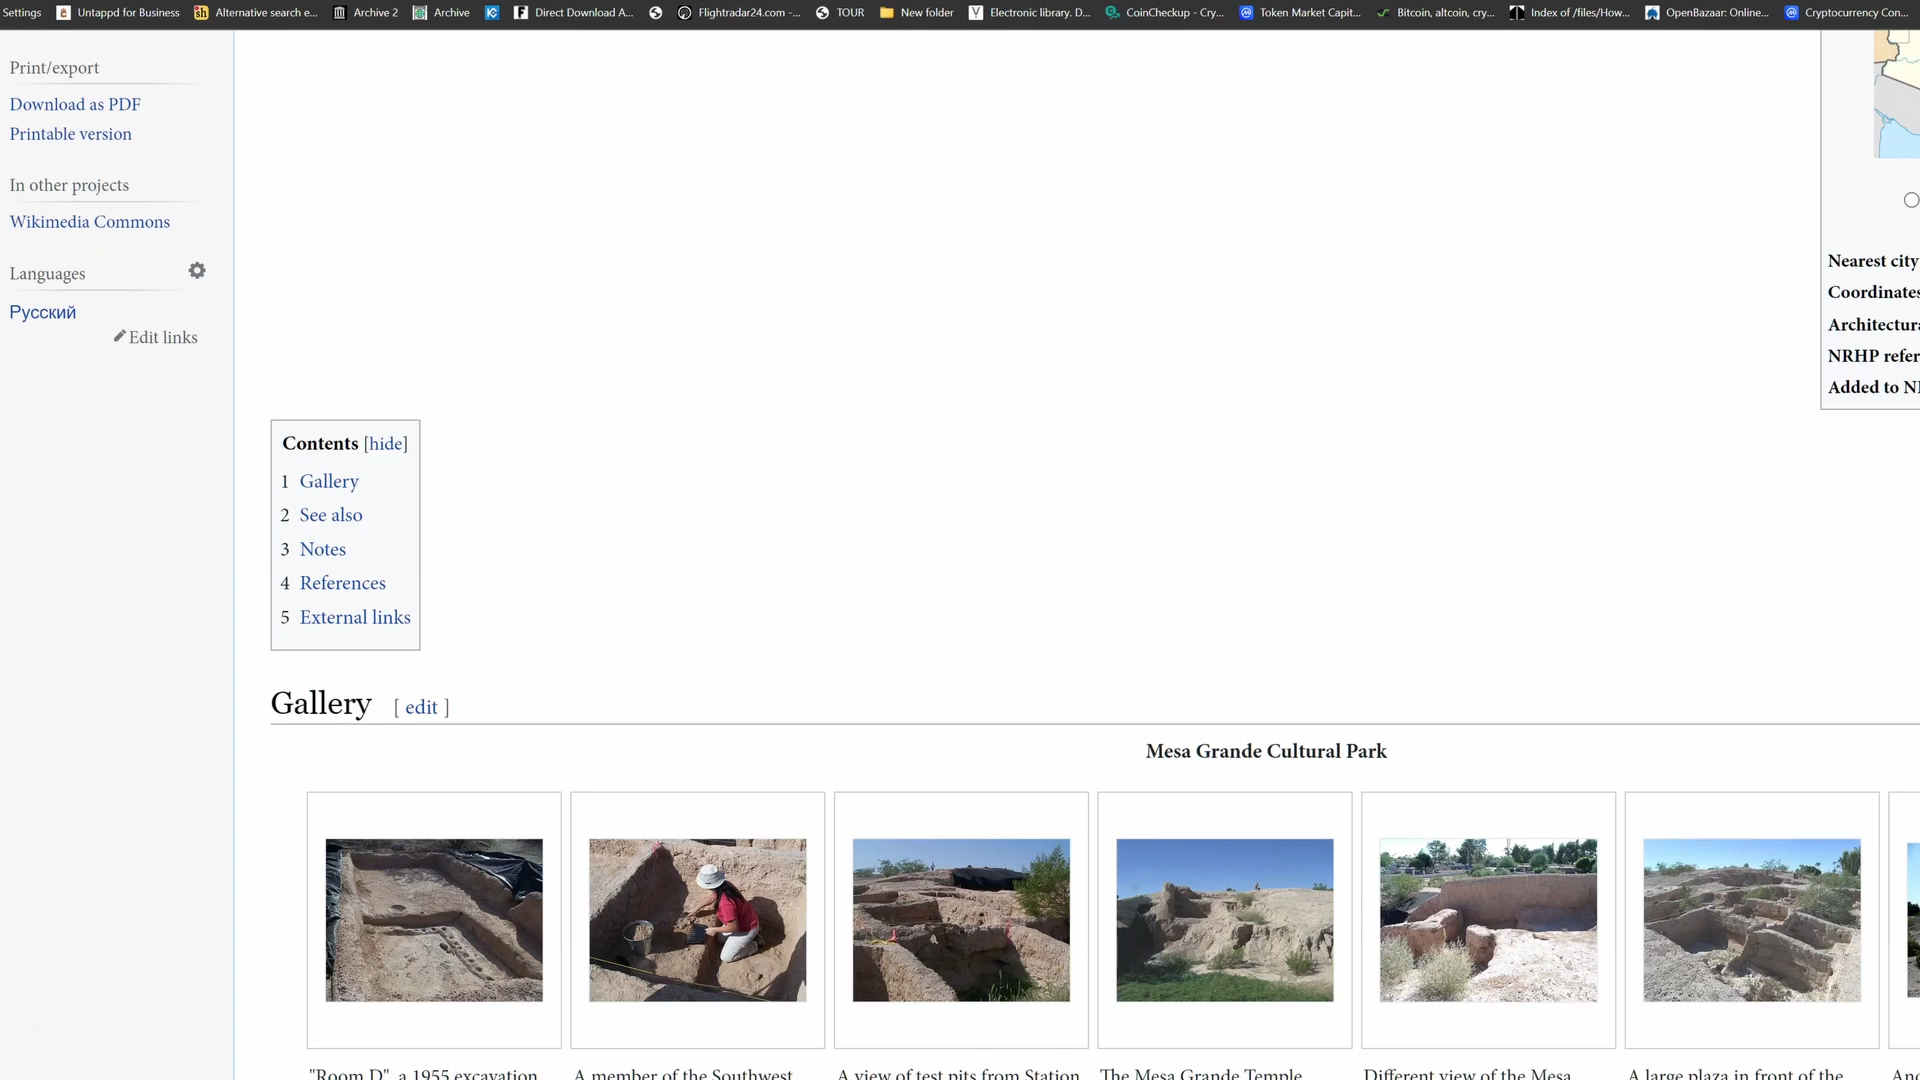 Settings Untappd for Business Alternative search e... Archive 2 Archive Direct Download A... Flightradar24.com -... TOUR New folder Electronic library. D... CoinCheckup - Cry... Token Market Capit... Bitcoin, altcoin, cry... Index of /files/How... OpenBazaar: Online... Cryptocurrency Con...
Print/export
Download as PDF
Printable version
In other projects
Wikimedia Commons
Languages
Русский
Edit links
Nearest city
Coordinates
Architectura
NRHP refer
Added to NI
Contents [hide]
1 Gallery
2 See also
3 Notes
4 References
5 External links
Gallery [ edit ]
Mesa Grande Cultural Park
"Room D", a 1955 excavation
A member of the Southwest
A view of test pits from Station
The Mesa Grande Temple
Different view of the Mesa
A large plaza in front of the